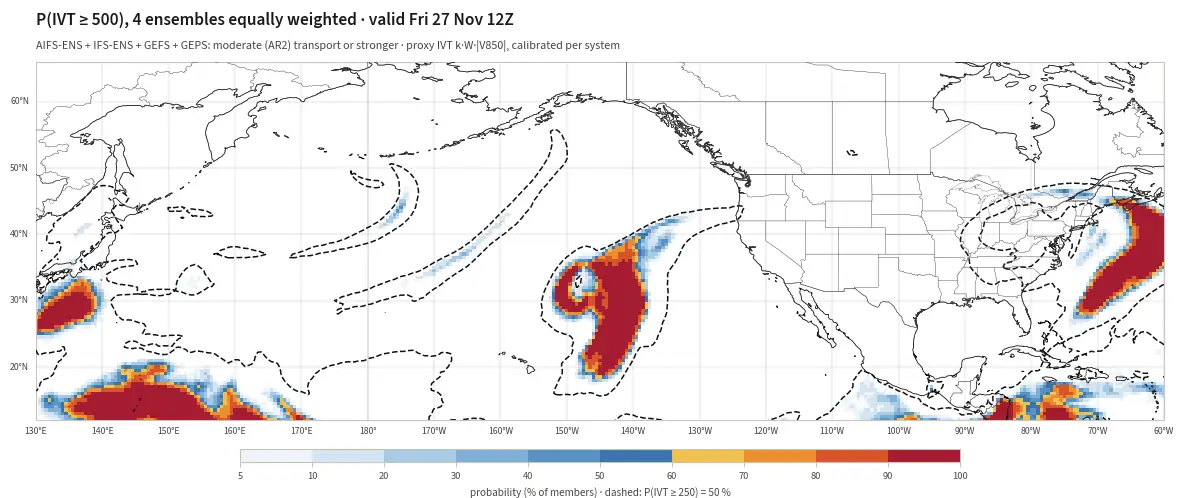 P(IVT ≥ 500), 4 ensembles equally weighted · valid Fri 27 Nov 12Z
AIFS-ENS + IFS-ENS + GEFS + GEPS: moderate (AR2) transport or stronger · proxy IVT k·W·|V850|, calibrated per system
60°N
50°N
40°N
30°N
20°N
130°E 140°E 150°E 160°E 170°E 180° 170°W 160°W 150°W 140°W 130°W 120°W 110°W 100°W 90°W 80°W 70°W 60°W
5 10 20 30 40 50 60 70 80 90 100
probability (% of members) · dashed: P(IVT ≥ 250) = 50 %